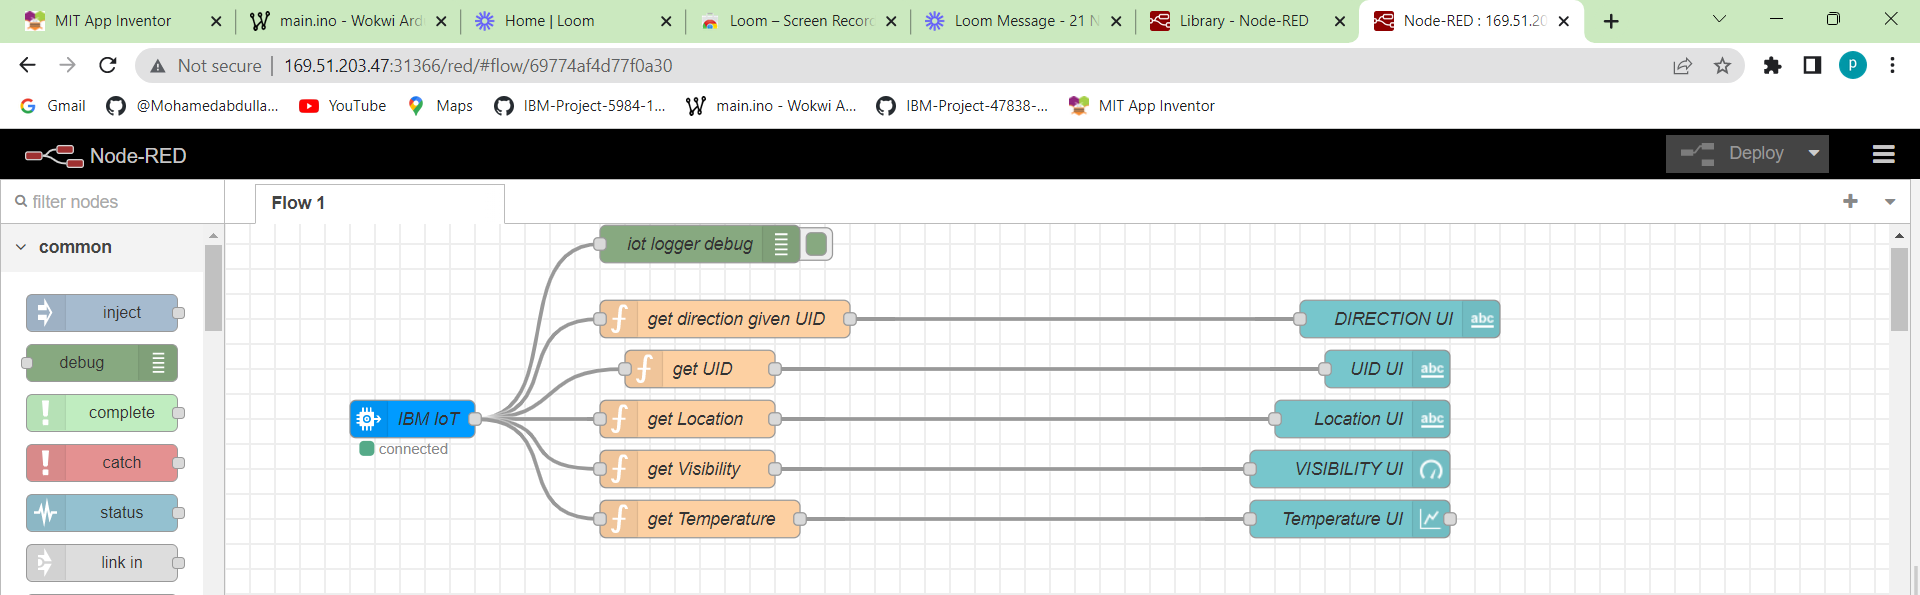 MIT App Inventor
main.ino - Wokwi Ard
Home | Loom
Loom – Screen Recorc
Loom Message - 21 N
Library - Node-RED
Node-RED : 169.51.20
Not secure
169.51.203.47:31366/red/#flow/69774af4d77f0a30
P
Gmail
@Mohamedabdulla...
YouTube
Maps
IBM-Project-5984-1...
main.ino - Wokwi A...
IBM-Project-47838-...
MIT App Inventor
Node-RED
Deploy
filter nodes
Flow 1
common
inject
debug
complete
catch
status
link in
iot logger debug
get direction given UID
DIRECTION UI
abc
get UID
UID UI
abc
IBM IoT
connected
get Location
Location UI
abc
get Visibility
VISIBILITY UI
get Temperature
Temperature UI